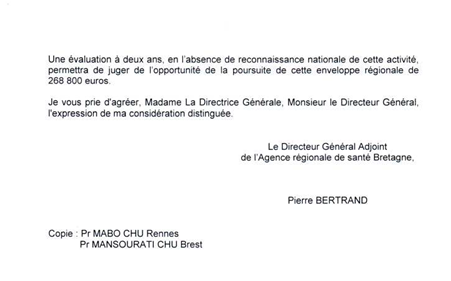 Une évaluation à deux ans, en l'absence de reconnaissance nationale de cette activité,
permettra de juger de l'opportunité de la poursuite de cette enveloppe régionale de
268 800 euros.
Je vous prie d'agréer, Madame La Directrice Générale, Monsieur le Directeur Général,
l'expression de ma considération distinguée.
Le Directeur Général Adjoint
de l'Agence régionale de santé Bretagne,
Pierre BERTRAND
Copie : Pr MABO CHU Rennes
Pr MANSOURATI CHU Brest